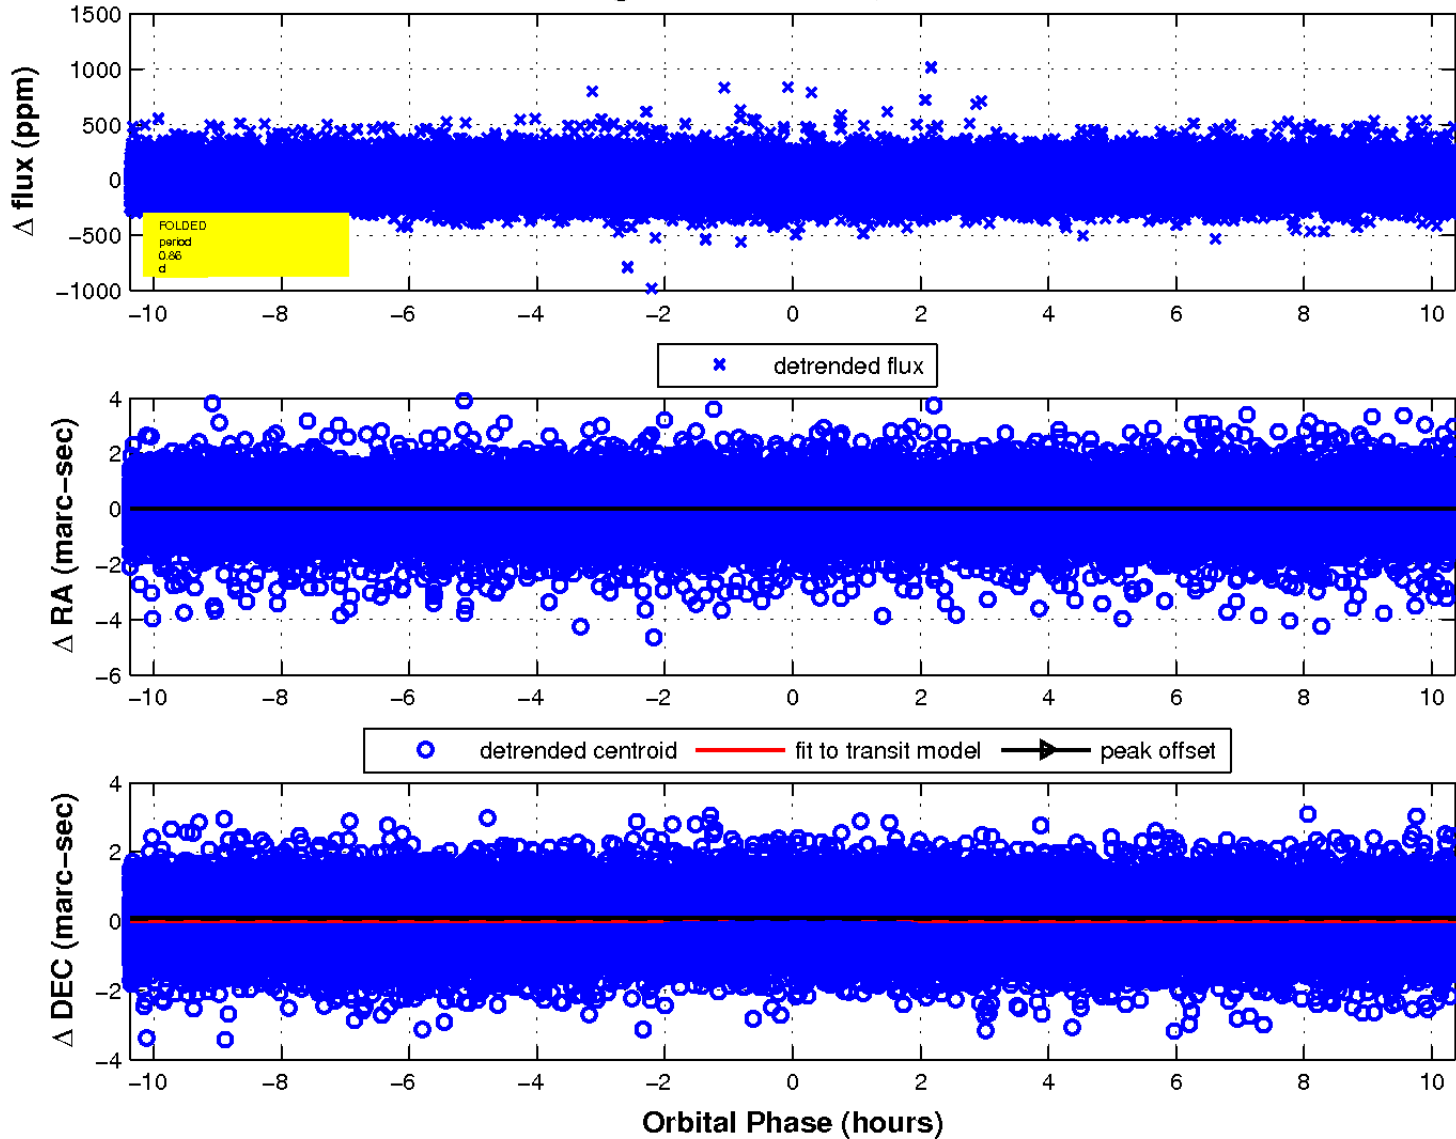 1500
1000
500
0
−500
−1000
Δ flux (ppm)
FOLDED
period
0.86
d
−10 −8 −6 −4 −2 0 2 4 6 8 10
detrended flux
4
2
0
−2
−4
−6
Δ RA (marc−sec)
−10 −8 −6 −4 −2 0 2 4 6 8 10
detrended centroid fit to transit model peak offset
4
2
0
−2
−4
Δ DEC (marc−sec)
−10 −8 −6 −4 −2 0 2 4 6 8 10
Orbital Phase (hours)